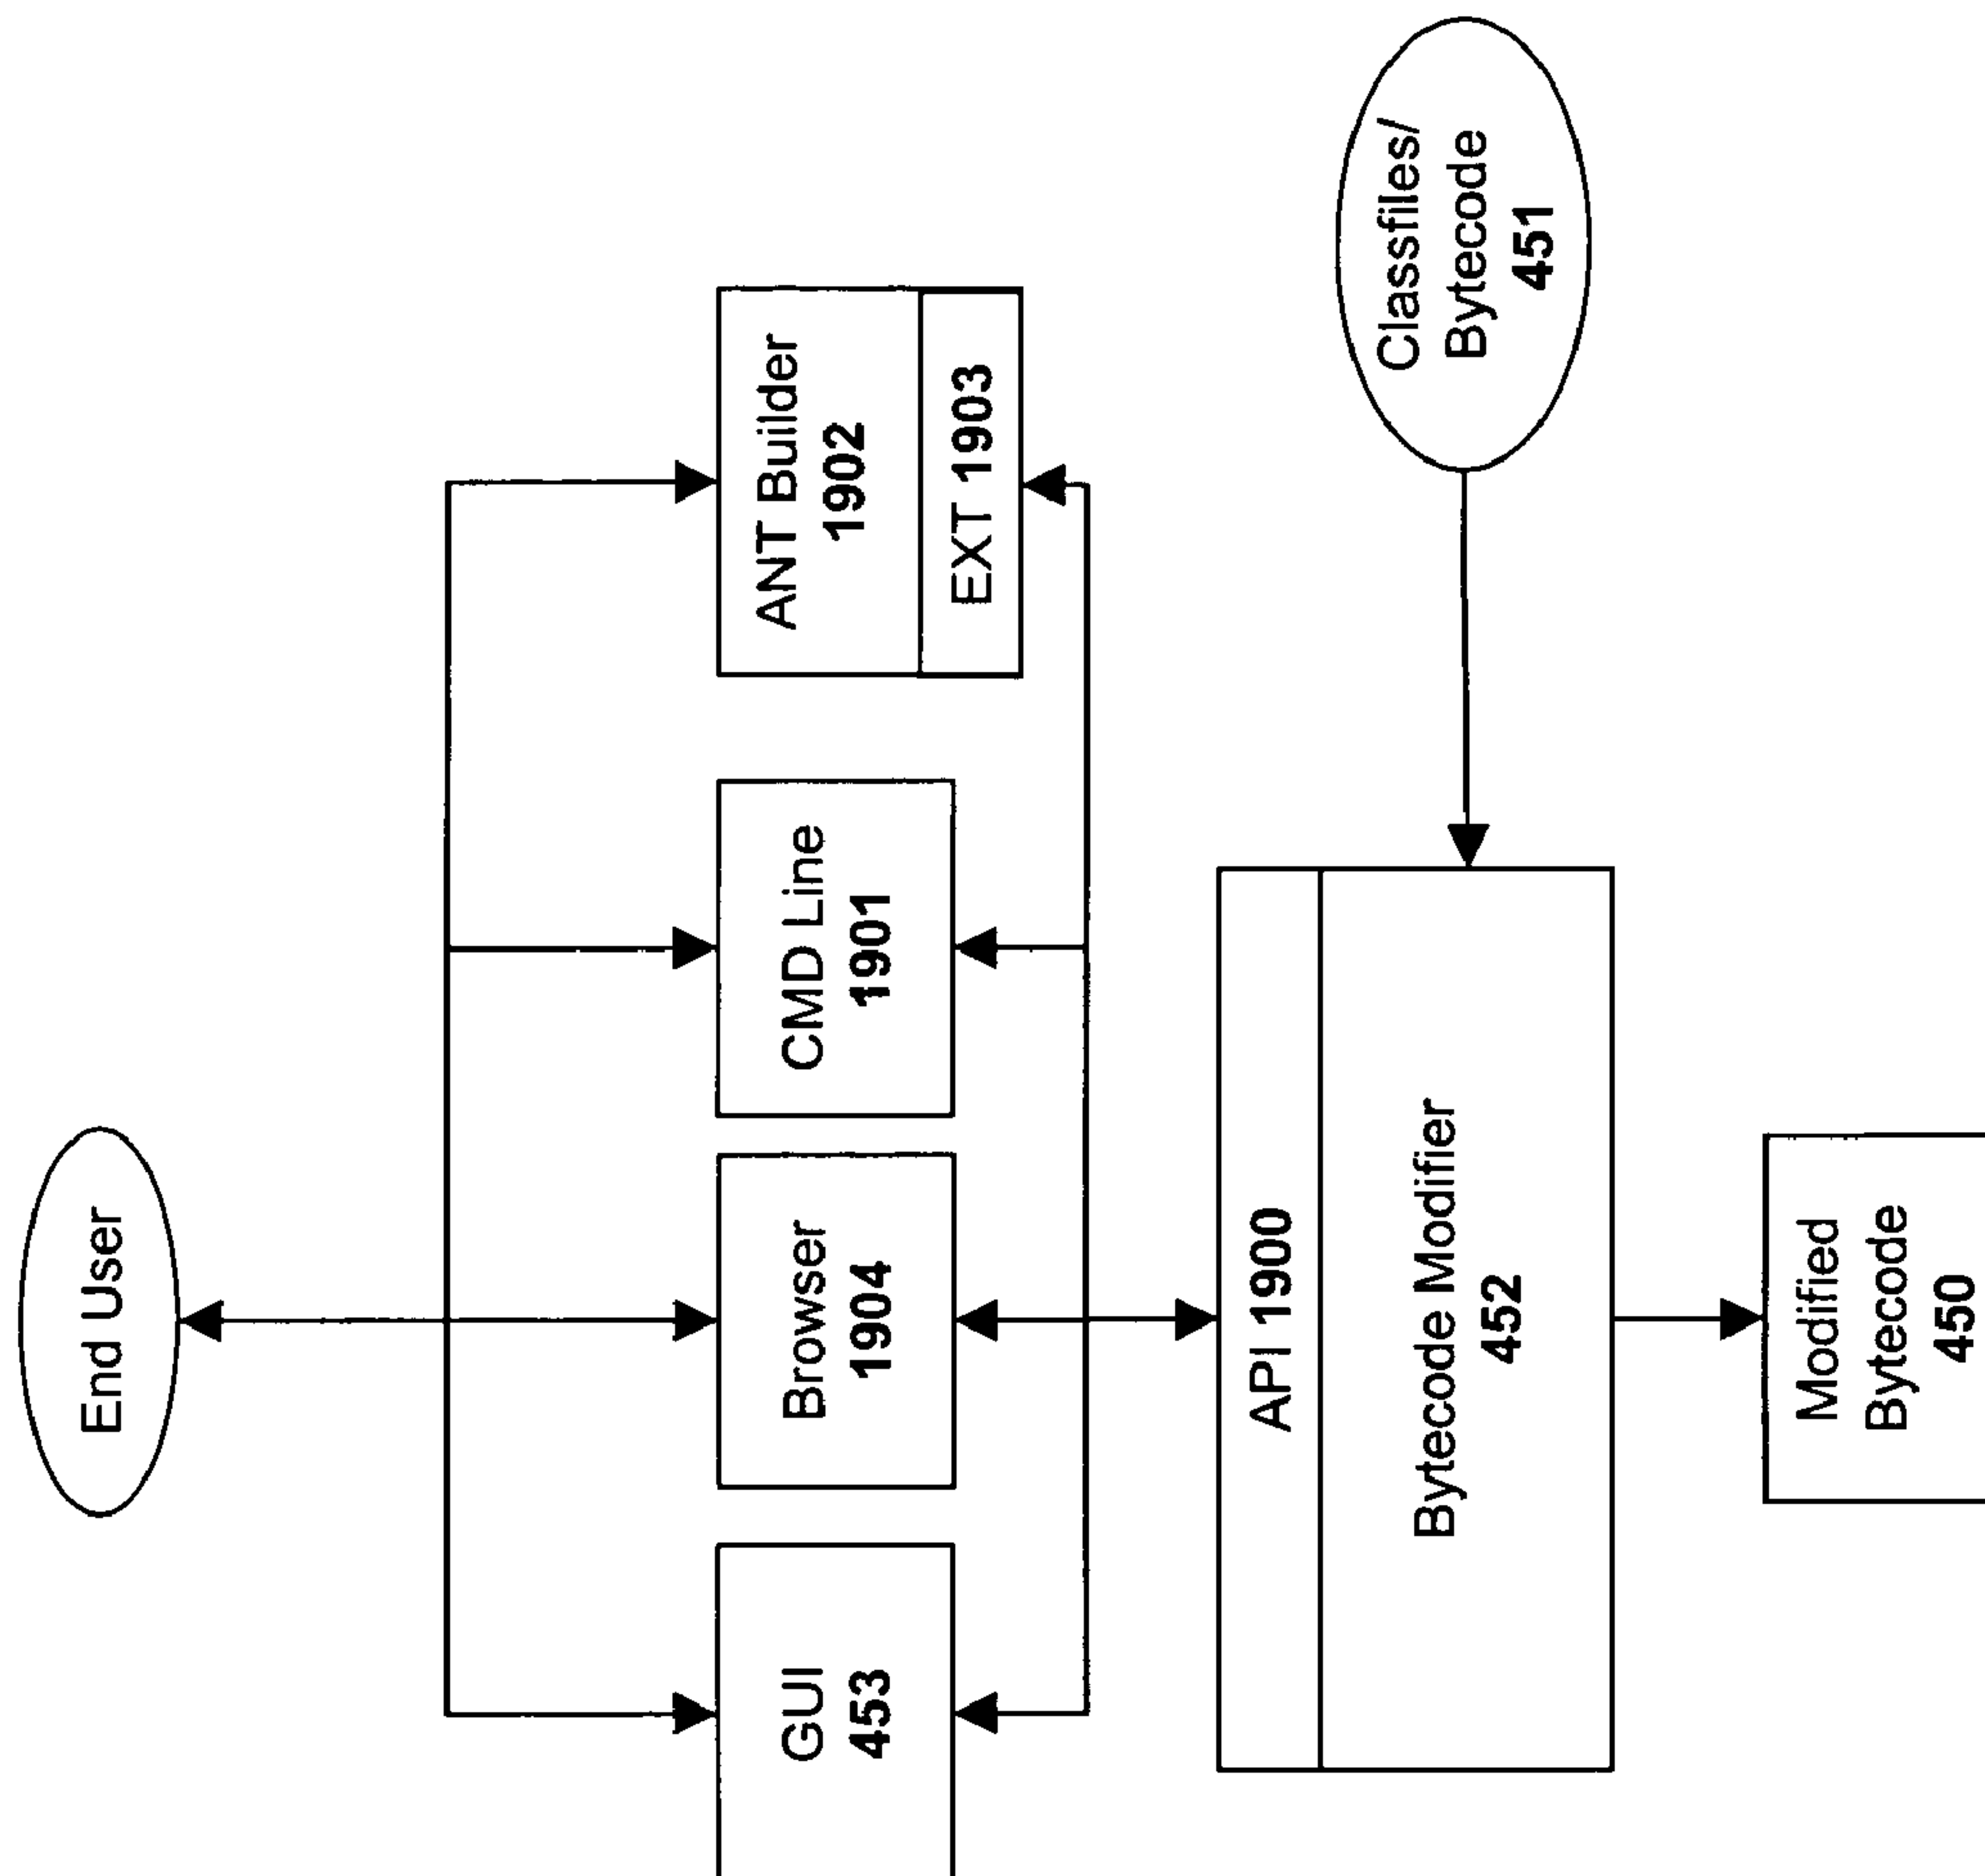 End User
GUI
453
Browser
1904
CMD Line
1901
ANT Builder
1902
EXT 1903
API 1900
Bytecode Modifier
452
Classfiles/
Bytecode
451
Modified
Bytecode
450